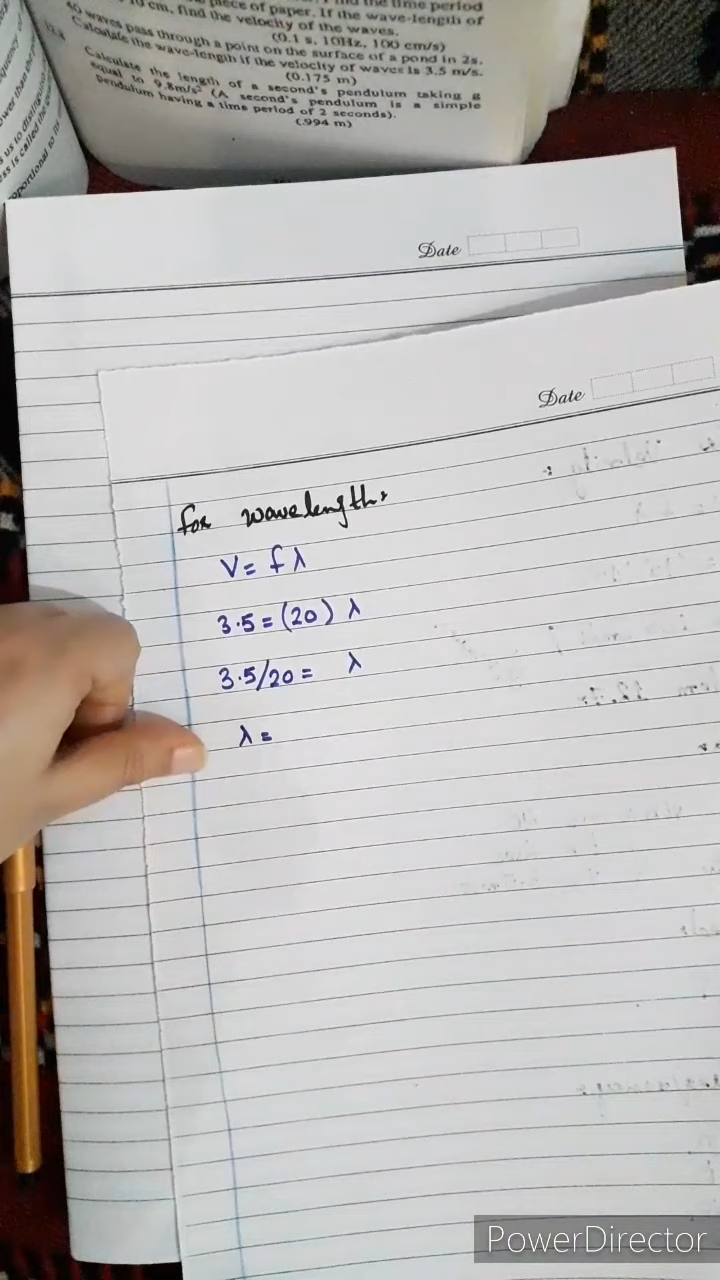 piece of paper. If the wave-length of
10 cm, find the velocity of the waves.
(0.1 s, 10Hz, 100 cm/s)
40 waves pass through a point on the surface of a pond in 2s.
Calculate the wave-length if the velocity of waves is 3.5 m/s.
(0.175 m)
Calculate the length of a second's pendulum taking g
equal to 9.8m/s² (A second's pendulum is a simple
Pendulum having a time period of 2 seconds).
(.994 m)
Date
Date
for wavelength:
V = f λ
3.5 = (20) λ
3.5/20 = λ
λ =
PowerDirector